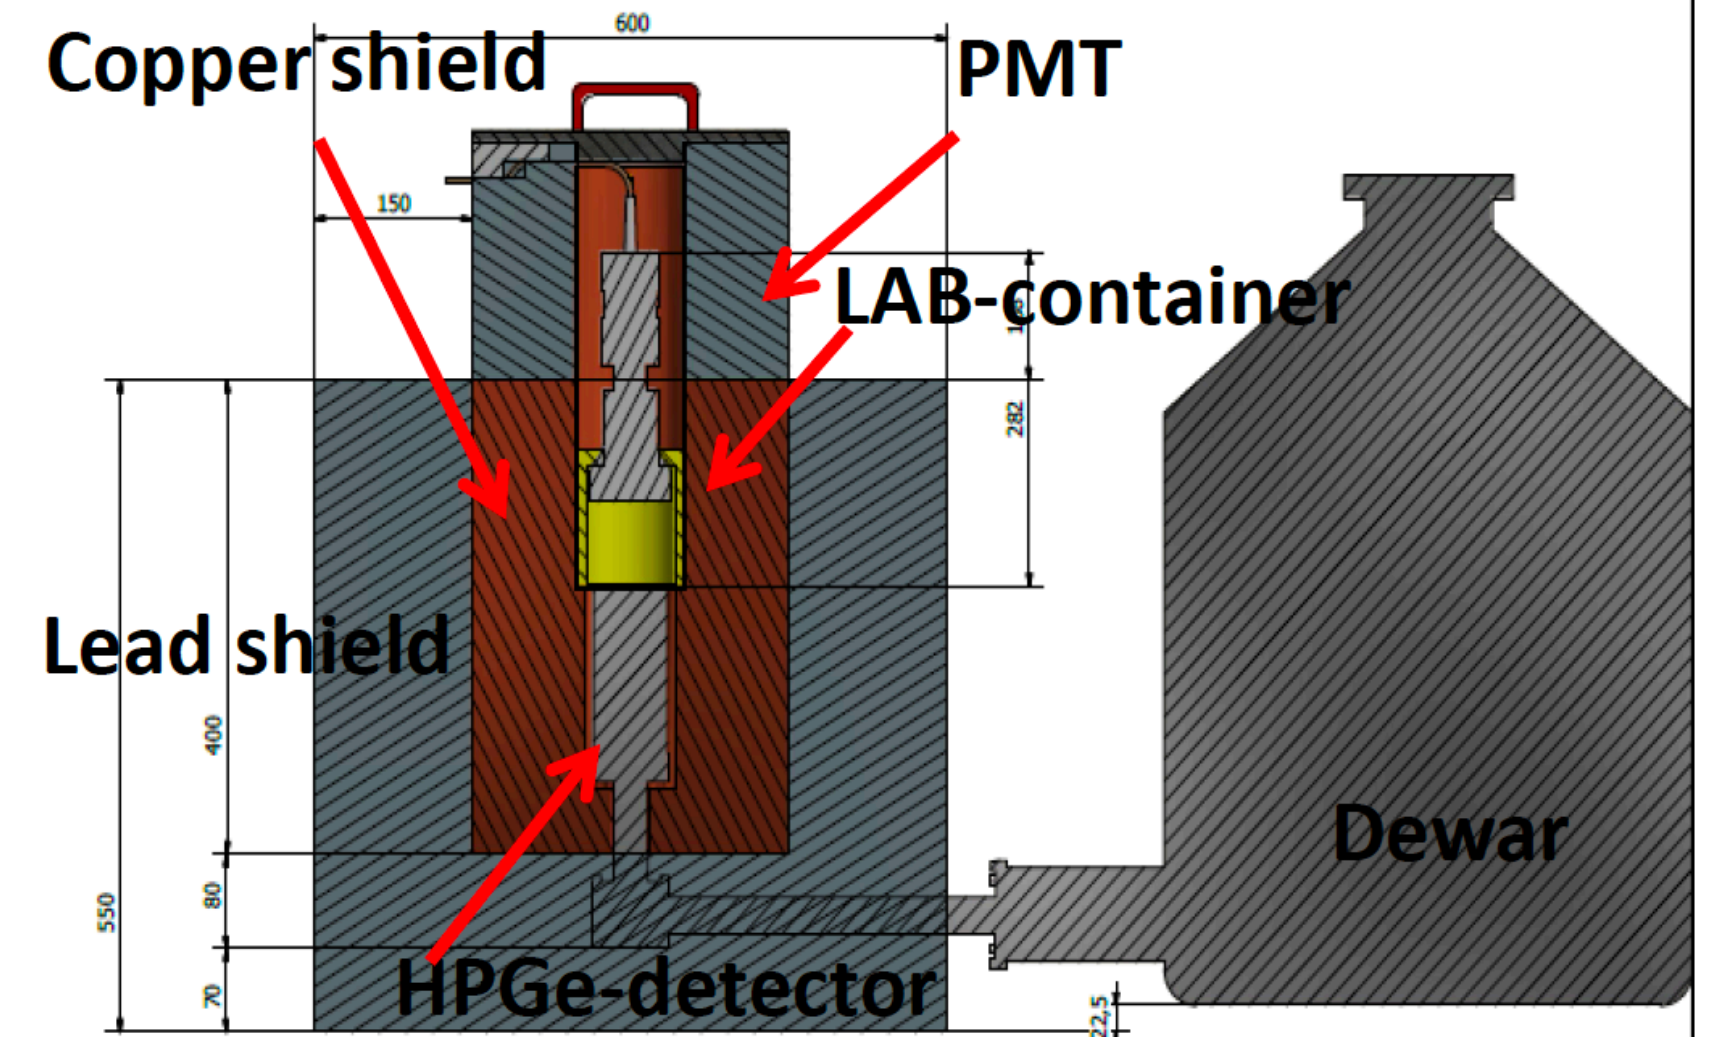 600
Copper shield
PMT
150
LAB-container
282
Lead shield
400
Dewar
80
550
HPGe-detector
70
22,5